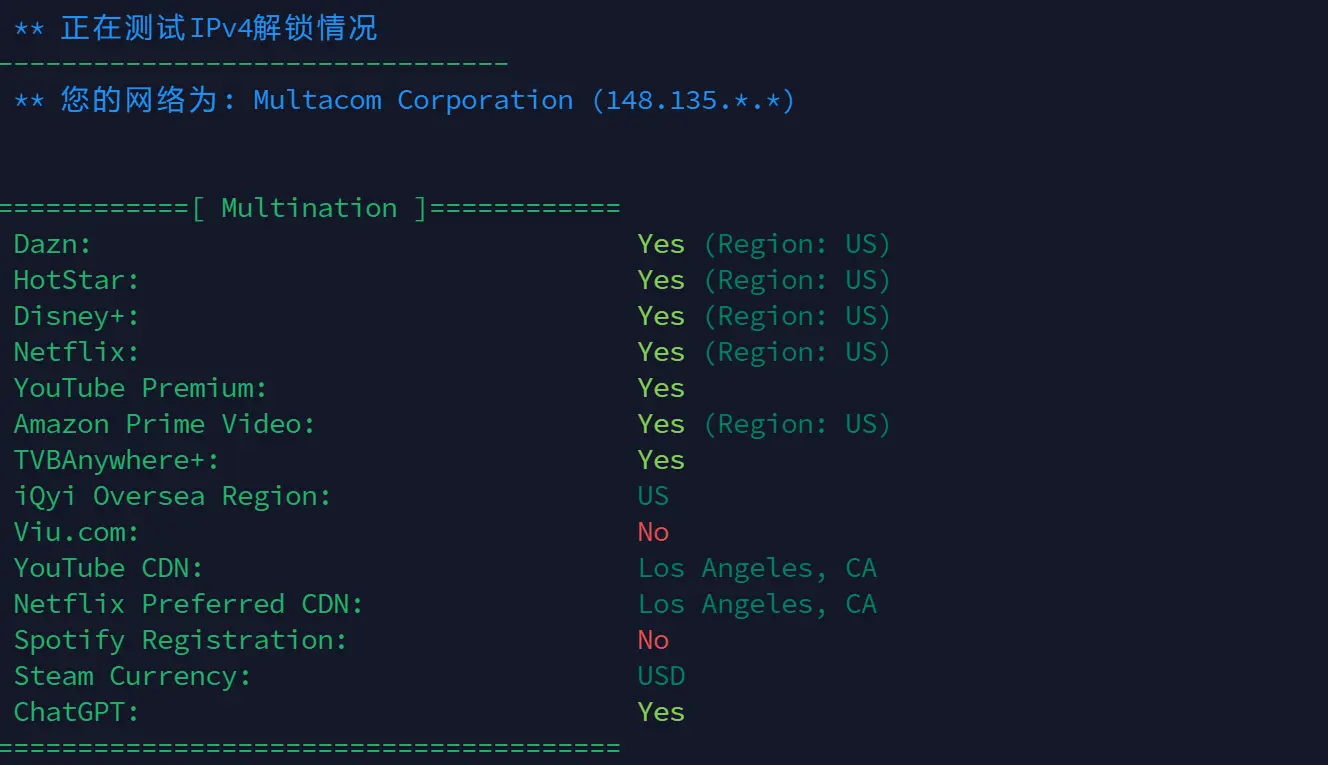 ** 正在测试IPv4解锁情况
--------------------------------
** 您的网络为: Multacom Corporation (148.135.*.*)
============[ Multination ]============
Dazn: Yes (Region: US)
HotStar: Yes (Region: US)
Disney+: Yes (Region: US)
Netflix: Yes (Region: US)
YouTube Premium: Yes
Amazon Prime Video: Yes (Region: US)
TVBAnywhere+: Yes
iQyi Oversea Region: US
Viu.com: No
YouTube CDN: Los Angeles, CA
Netflix Preferred CDN: Los Angeles, CA
Spotify Registration: No
Steam Currency: USD
ChatGPT: Yes
=======================================